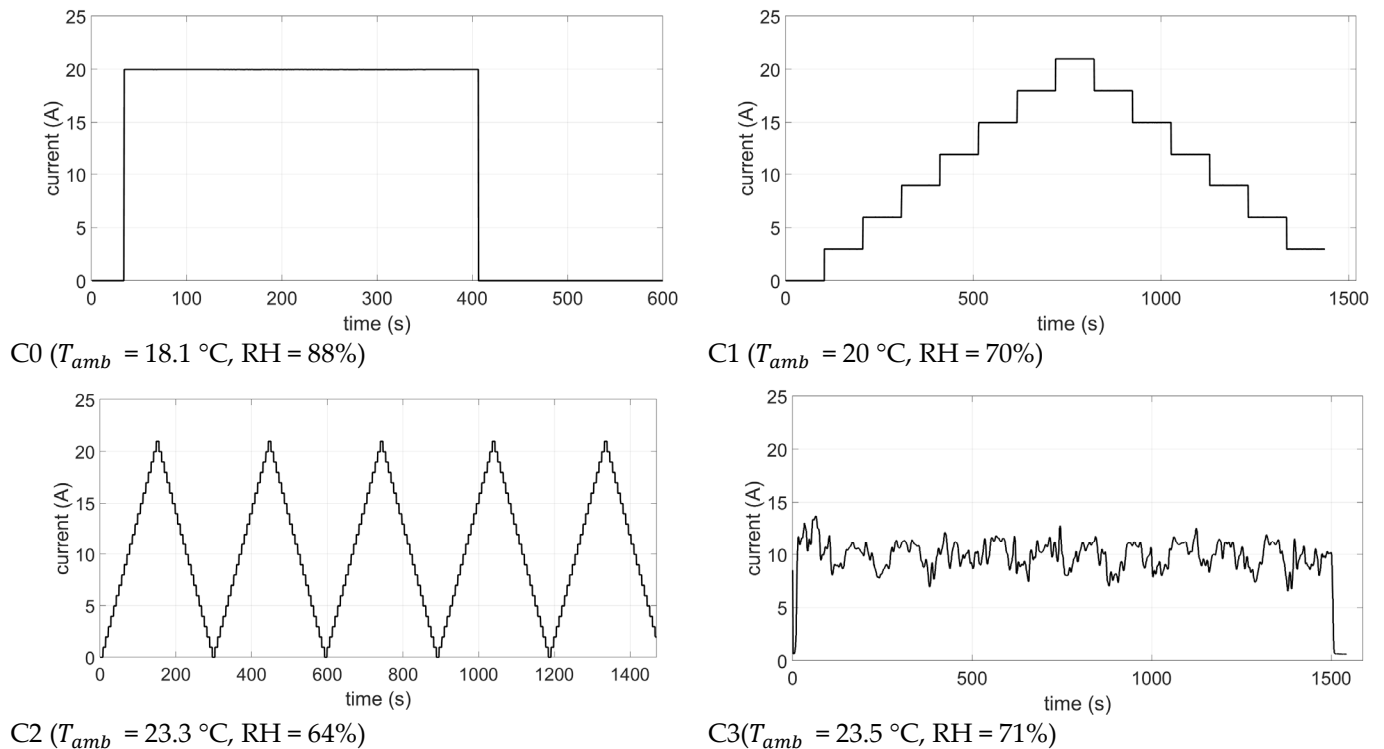 25
20
15
10
5
0
current (A)
0 100 200 300 400 500 600
time (s)
C0 (T_amb = 18.1 °C, RH = 88%)
25
20
15
10
5
0
current (A)
0 500 1000 1500
time (s)
C1 (T_amb = 20 °C, RH = 70%)
25
20
15
10
5
0
current (A)
0 200 400 600 800 1000 1200 1400
time (s)
C2 (T_amb = 23.3 °C, RH = 64%)
25
20
15
10
5
0
current (A)
0 500 1000 1500
time (s)
C3(T_amb = 23.5 °C, RH = 71%)